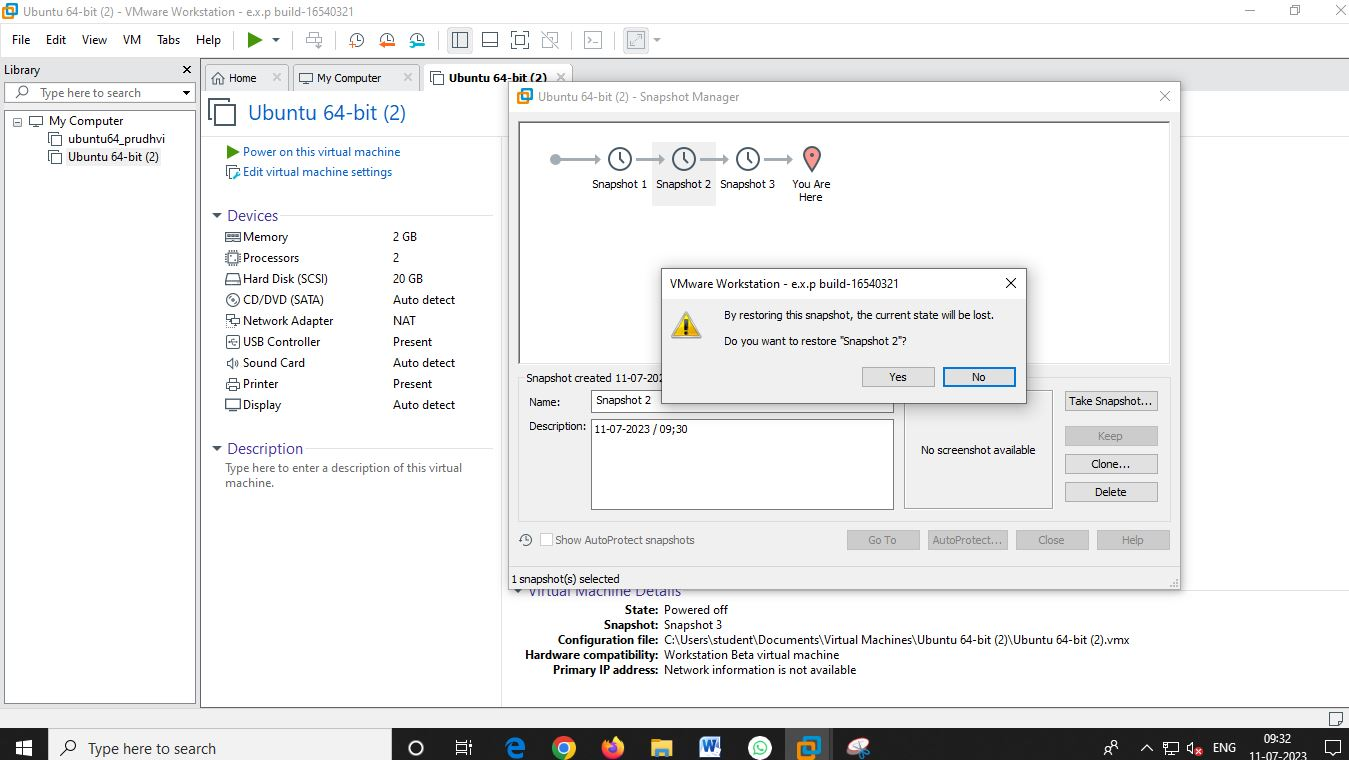 Ubuntu 64-bit (2) - VMware Workstation - e.x.p build-16540321
File Edit View VM Tabs Help
Library
Type here to search
My Computer
ubuntu64_prudhvi
Ubuntu 64-bit (2)
Home
My Computer
Ubuntu 64-bit (2)
Ubuntu 64-bit (2)
Power on this virtual machine
Edit virtual machine settings
Devices
Memory 2 GB
Processors 2
Hard Disk (SCSI) 20 GB
CD/DVD (SATA) Auto detect
Network Adapter NAT
USB Controller Present
Sound Card Auto detect
Printer Present
Display Auto detect
Description
Type here to enter a description of this virtual
machine.
Ubuntu 64-bit (2) - Snapshot Manager
Snapshot 1 Snapshot 2 Snapshot 3 You Are
Here
VMware Workstation - e.x.p build-16540321
By restoring this snapshot, the current state will be lost.
Do you want to restore "Snapshot 2"?
Yes No
Snapshot created 11-07-202
Name: Snapshot 2
Description: 11-07-2023 / 09;30
No screenshot available
Take Snapshot...
Keep
Clone...
Delete
Show AutoProtect snapshots
Go To AutoProtect... Close Help
1 snapshot(s) selected
Virtual Machine Details
State: Powered off
Snapshot: Snapshot 3
Configuration file: C:\Users\student\Documents\Virtual Machines\Ubuntu 64-bit (2)\Ubuntu 64-bit (2).vmx
Hardware compatibility: Workstation Beta virtual machine
Primary IP address: Network information is not available
Type here to search
ENG
09:32
11-07-2023